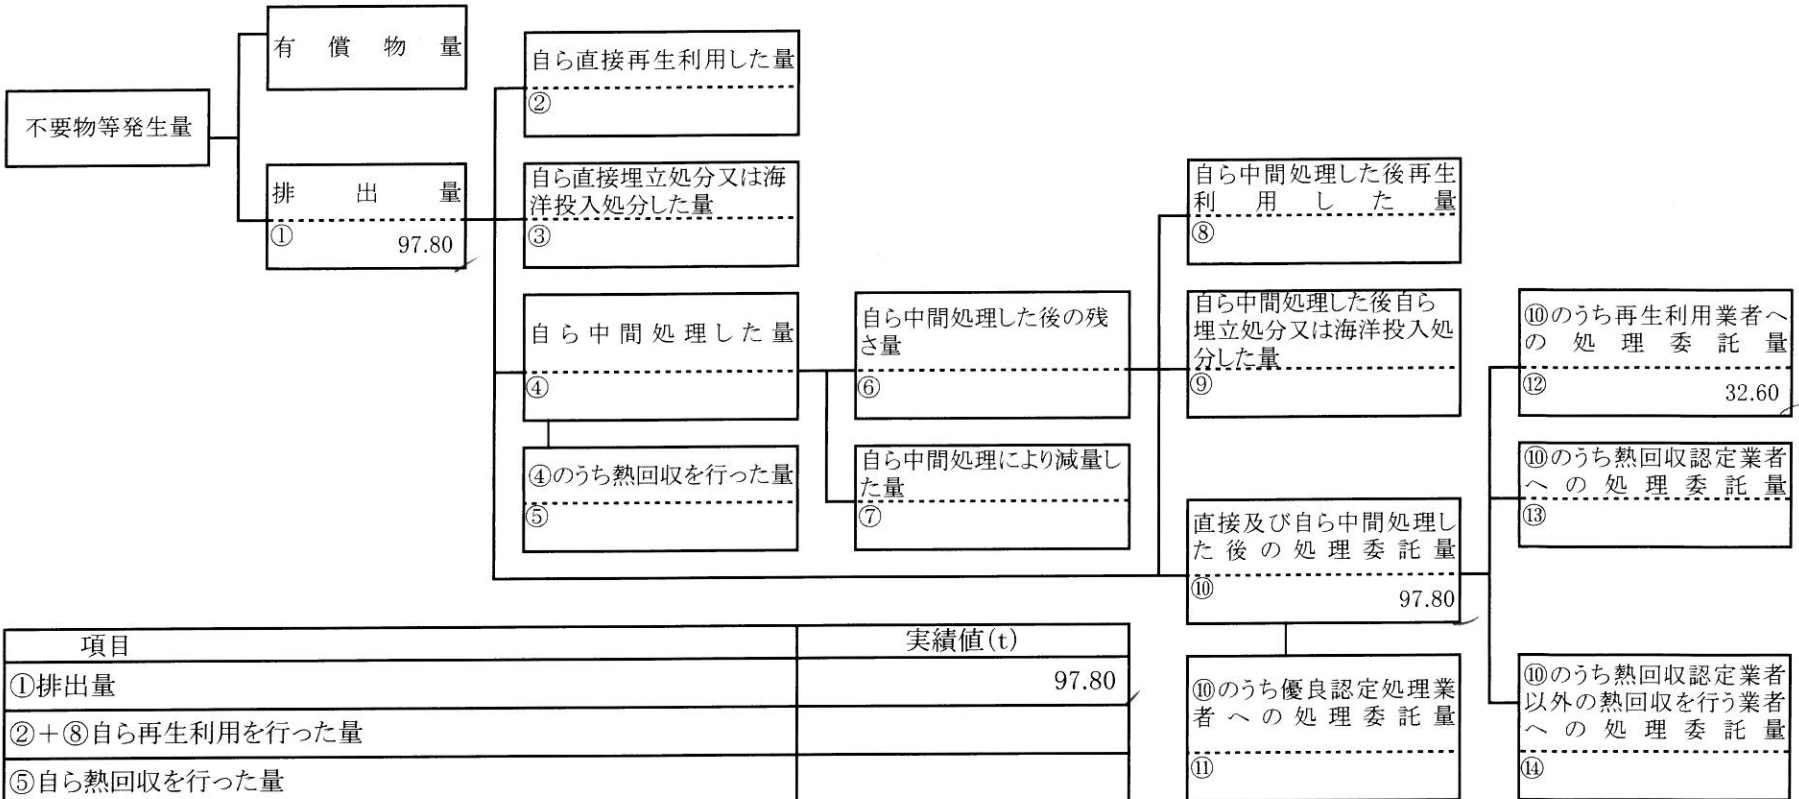 有償物量
不要物等発生量
排出量
①
97.80
自ら直接再生利用した量
②
自ら直接埋立処分又は海
洋投入処分した量
③
自ら中間処理した量
④
④のうち熱回収を行った量
⑤
自ら中間処理した後の残
さ量
⑥
自ら中間処理により減量し
た量
⑦
自ら中間処理した後再生
利用した量
⑧
自ら中間処理した後自ら
埋立処分又は海洋投入処
分した量
⑨
直接及び自ら中間処理し
た後の処理委託量
⑩
97.80
⑩のうち優良認定処理業
者への処理委託量
⑪
⑩のうち再生利用業者へ
の処理委託量
⑫
32.60
⑩のうち熱回収認定業者
への処理委託量
⑬
⑩のうち熱回収認定業者
以外の熱回収を行う業者
への処理委託量
⑭
項目 実績値(t)
①排出量 97.80
②+⑧自ら再生利用を行った量
⑤自ら熱回収を行った量